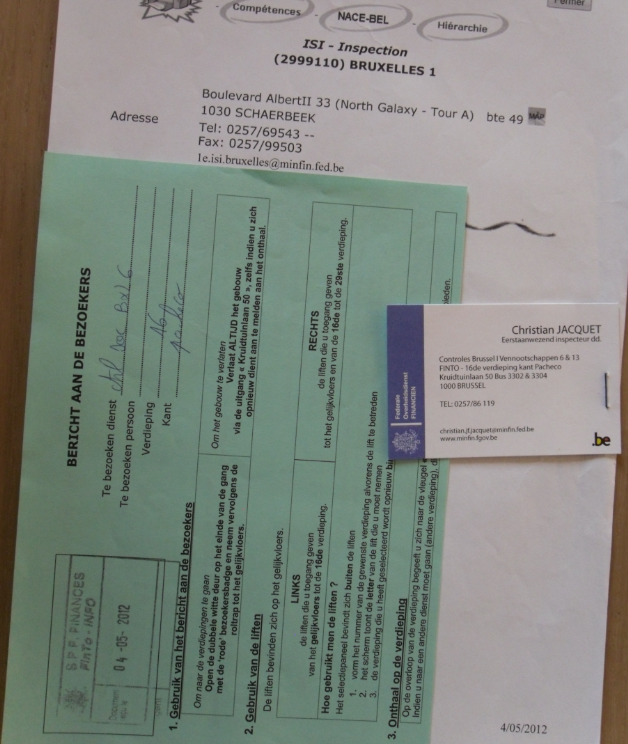 Fermer
Compétences - NACE-BEL - Hiérarchie
ISI - Inspection
(2999110) BRUXELLES 1
Adresse
Boulevard AlbertII 33 (North Galaxy - Tour A) bte 49
1030 SCHAERBEEK
Tel: 0257/69543 --
Fax: 0257/99503
1e.isi.bruxelles@minfin.fed.be
BERICHT AAN DE BEZOEKERS
Te bezoeken dienst
Te bezoeken persoon
Verdieping
Kant
S.P.F. FINANCES
FINTO - INFO
04-05-2012
1. Gebruik van het bericht aan de bezoekers
Om naar de verdiepingen te gaan
Open de dubbele witte deur op het einde van de gang
met de 'rode' bezoekersbadge en neem vervolgens de
roltrap tot het gelijkvloers.
Om het gebouw te verlaten
Verlaat ALTJD het gebouw
via de uitgang « Kruidtuinlaan 50 », zelfs indien u zich
opnieuw dient aan te melden aan het onthaal.
2. Gebruik van de liften
De liften bevinden zich op het gelijkvloers.
LINKS
de liften die u toegang geven
van het gelijkvloers tot de 16de verdieping.
RECHTS
de liften die u toegang geven
tot het gelijkvloers en van de 16de tot de 29ste verdieping.
Hoe gebruikt men de liften ?
Het selectiepaneel bevindt zich buiten de liften
1. vorm het nummer van de gewenste verdieping alvorens de lift te betreden
2. het scherm toont de letter van de lift die u moet nemen
3. de verdieping die u heeft geselecteerd wordt opnieuw
3. Onthaal op de verdieping
Op de overloop van de verdieping begeeft u zich naar de vleugel
Indien u naar een andere dienst moet gaan (andere verdieping),
Federale
Overheidsdienst
FINANCIEN
Christian JACQUET
Eerstaanwezend inspecteur dd.
Controles Brussel I Vennootschappen 6 & 13
FINTO - 16de verdieping kant Pacheco
Kruidtuinlaan 50 Bus 3302 & 3304
1000 BRUSSEL
TEL: 0257/86 119
christian.jf.jacquet@minfin.fed.be
www.minfin.fgov.be
.be
4/05/2012